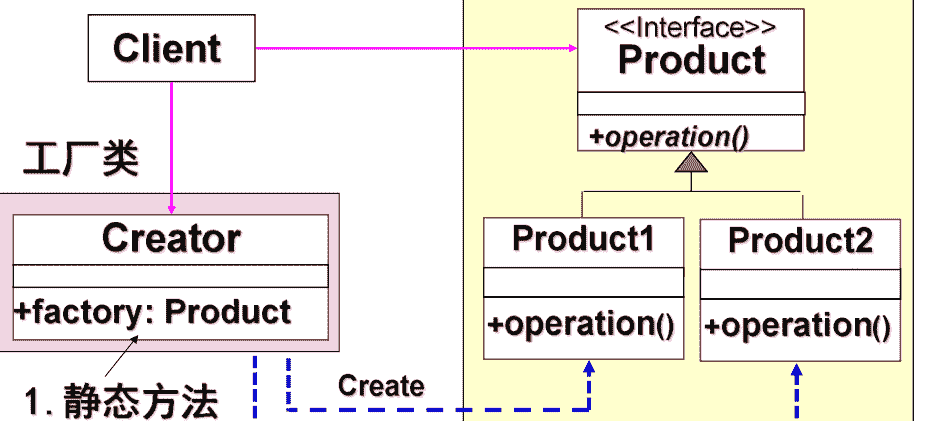 Client
<<Interface>>
Product
+operation()
工厂类
Creator
+factory: Product
1.静态方法
Create
Product1
+operation()
Product2
+operation()